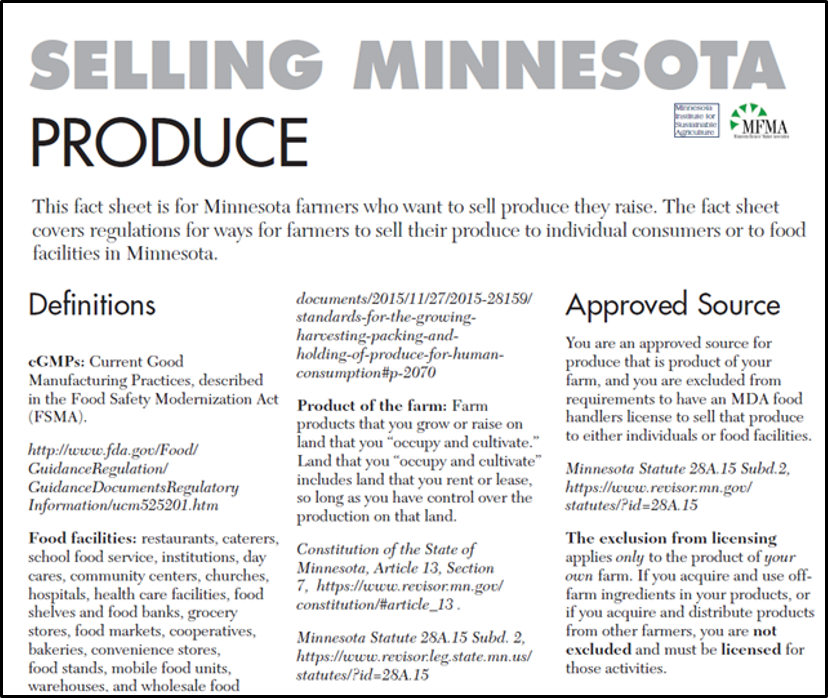 SELLING MINNESOTA
PRODUCE
Minnesota
Institute for
Sustainable
Agriculture
MFMA
This fact sheet is for Minnesota farmers who want to sell produce they raise. The fact sheet
covers regulations for ways for farmers to sell their produce to individual consumers or to food
facilities in Minnesota.
Definitions
cGMPs: Current Good
Manufacturing Practices, described
in the Food Safety Modernization Act
(FSMA).
http://www.fda.gov/Food/
GuidanceRegulation/
GuidanceDocumentsRegulatory
Information/ucm525201.htm
Food facilities: restaurants, caterers,
school food service, institutions, day
cares, community centers, churches,
hospitals, health care facilities, food
shelves and food banks, grocery
stores, food markets, cooperatives,
bakeries, convenience stores,
food stands, mobile food units,
warehouses, and wholesale food
documents/2015/11/27/2015-28159/
standards-for-the-growing-
harvesting-packing-and-
holding-of-produce-for-human-
consumption#p-2070
Product of the farm: Farm
products that you grow or raise on
land that you “occupy and cultivate.”
Land that you “occupy and cultivate”
includes land that you rent or lease,
so long as you have control over the
production on that land.
Constitution of the State of
Minnesota, Article 13, Section
7, https://www.revisor.mn.gov/
constitution/#article_13 .
Minnesota Statute 28A.15 Subd. 2,
https://www.revisor.leg.state.mn.us/
statutes/?id=28A.15
Approved Source
You are an approved source for
produce that is product of your
farm, and you are excluded from
requirements to have an MDA food
handlers license to sell that produce
to either individuals or food facilities.
Minnesota Statute 28A.15 Subd.2,
https://www.revisor.mn.gov/
statutes/?id=28A.15
The exclusion from licensing
applies only to the product of your
own farm. If you acquire and use off-
farm ingredients in your products, or
if you acquire and distribute products
from other farmers, you are not
excluded and must be licensed for
those activities.